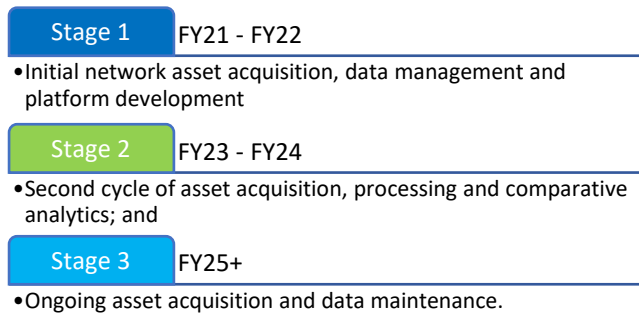 Stage 1 FY21 - FY22
•Initial network asset acquisition, data management and
platform development
Stage 2 FY23 - FY24
•Second cycle of asset acquisition, processing and comparative
analytics; and
Stage 3 FY25+
•Ongoing asset acquisition and data maintenance.